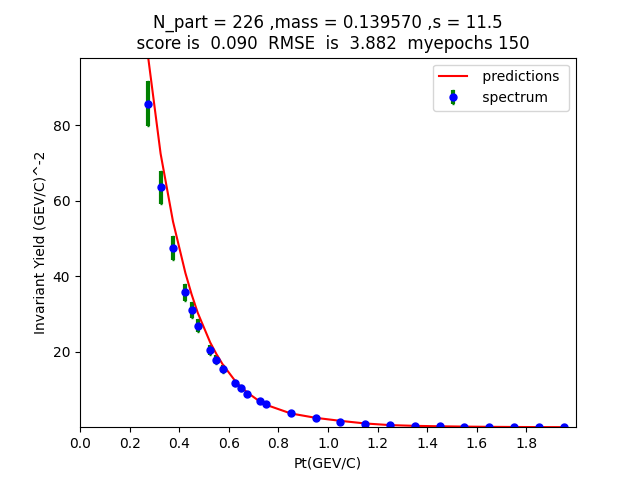 N_part = 226 ,mass = 0.139570 ,s = 11.5
score is  0.090  RMSE  is  3.882  myepochs 150
predictions
spectrum
Invariant Yield (GEV/C)^-2
80
60
40
20
0.0 0.2 0.4 0.6 0.8 1.0 1.2 1.4 1.6 1.8
Pt(GEV/C)